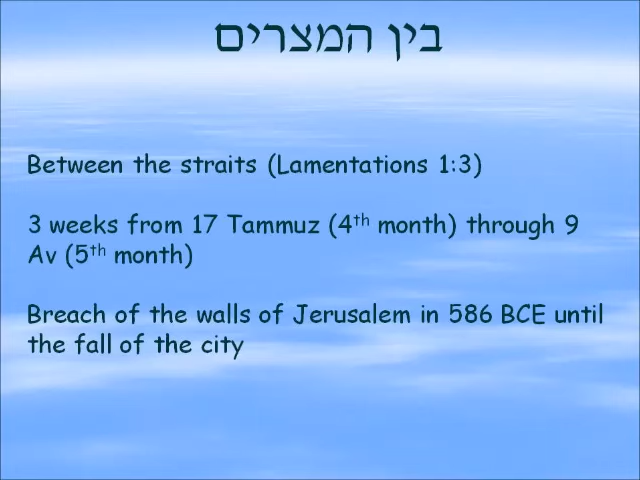 בין המצרים
Between the straits (Lamentations 1:3)
3 weeks from 17 Tammuz (4th month) through 9
Av (5th month)
Breach of the walls of Jerusalem in 586 BCE until
the fall of the city